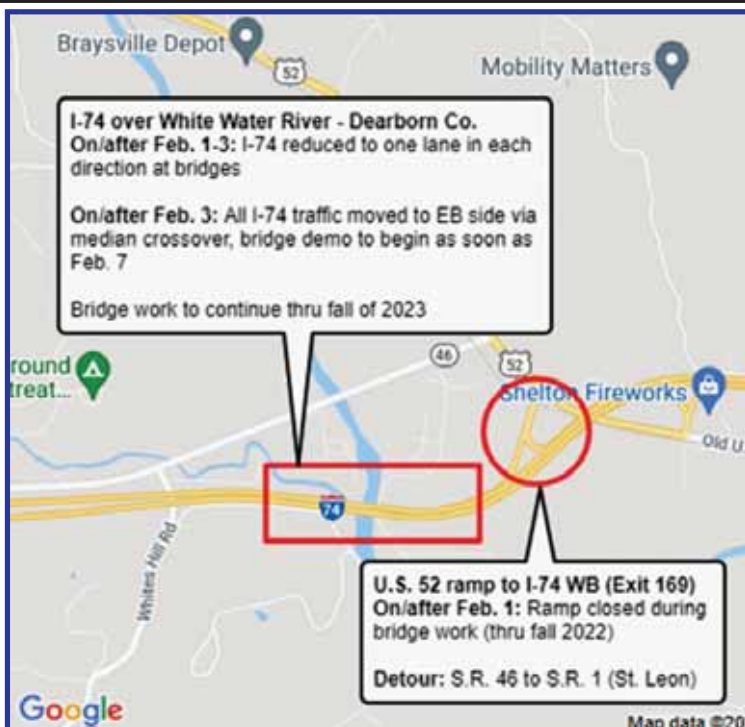 Braysville Depot
52
Mobility Matters
I-74 over White Water River - Dearborn Co.
On/after Feb. 1-3: I-74 reduced to one lane in each
direction at bridges
On/after Feb. 3: All I-74 traffic moved to EB side via
median crossover, bridge demo to begin as soon as
Feb. 7
Bridge work to continue thru fall of 2023
46
52
round
treat...
Shelton Fireworks
Old U.
74
Whites Hill Rd
U.S. 52 ramp to I-74 WB (Exit 169)
On/after Feb. 1: Ramp closed during
bridge work (thru fall 2022)
Detour: S.R. 46 to S.R. 1 (St. Leon)
Google
Map data ©20